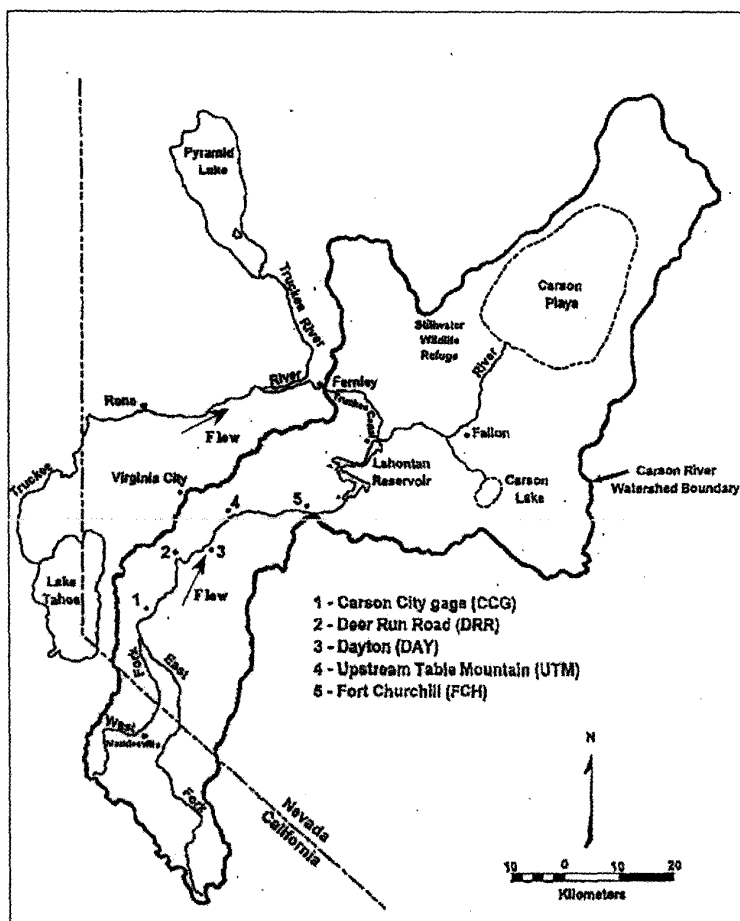 Pyramid
Lake
Truckee
River
Carson
Playa
Stillwater
Wildlife
Refuge
River
River
Fernley
Truckee Canal
Reno
Flow
Fallon
Truckee
Virginia City
Lahontan
Reservoir
Carson
Lake
Carson River
Watershed Boundary
4
5
2
3
Lake
Tahoe
Flow
1
1 - Carson City gage (CCG)
2 - Deer Run Road (DRR)
3 - Dayton (DAY)
4 - Upstream Table Mountain (UTM)
5 - Fort Churchill (FCH)
Fork
East
West
Fork
Nevada
California
N
10 0 10 20
Kilometers